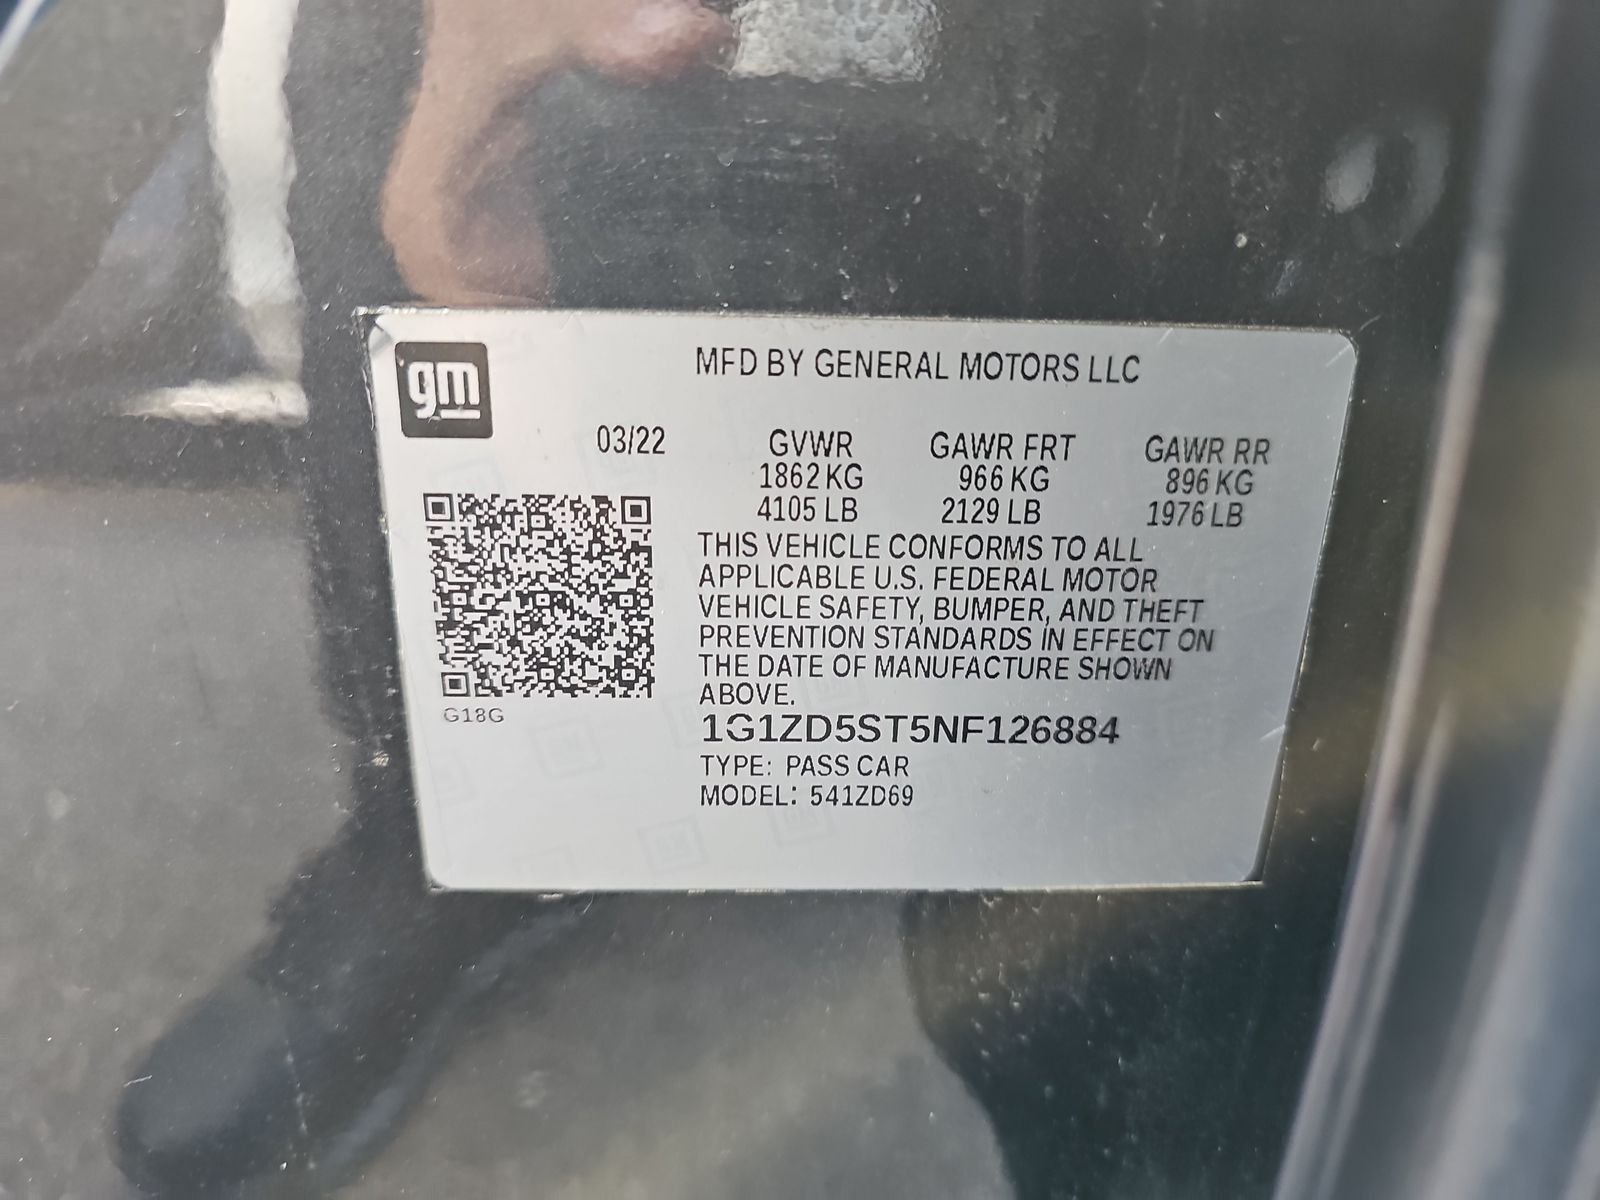 gm
MFD BY GENERAL MOTORS LLC
03/22 GVWR GAWR FRT GAWR RR
1862 KG 966 KG 896 KG
4105 LB 2129 LB 1976 LB
THIS VEHICLE CONFORMS TO ALL
APPLICABLE U.S. FEDERAL MOTOR
VEHICLE SAFETY, BUMPER, AND THEFT
PREVENTION STANDARDS IN EFFECT ON
THE DATE OF MANUFACTURE SHOWN
ABOVE.
G18G
1G1ZD5ST5NF126884
TYPE: PASS CAR
MODEL: 541ZD69